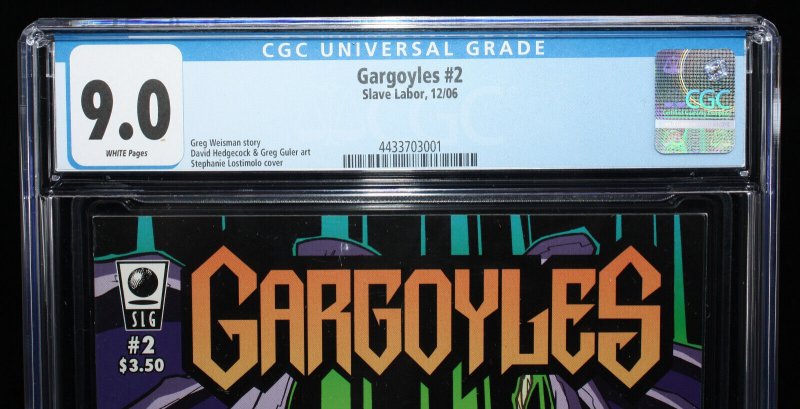 CGC UNIVERSAL GRADE
9.0
WHITE Pages
Gargoyles #2
Slave Labor, 12/06
Greg Weisman story
David Hedgecock & Greg Guler art
Stephanie Lostimolo cover
4433703001
CGC
SLG
#2
$3.50
GARGOYLES